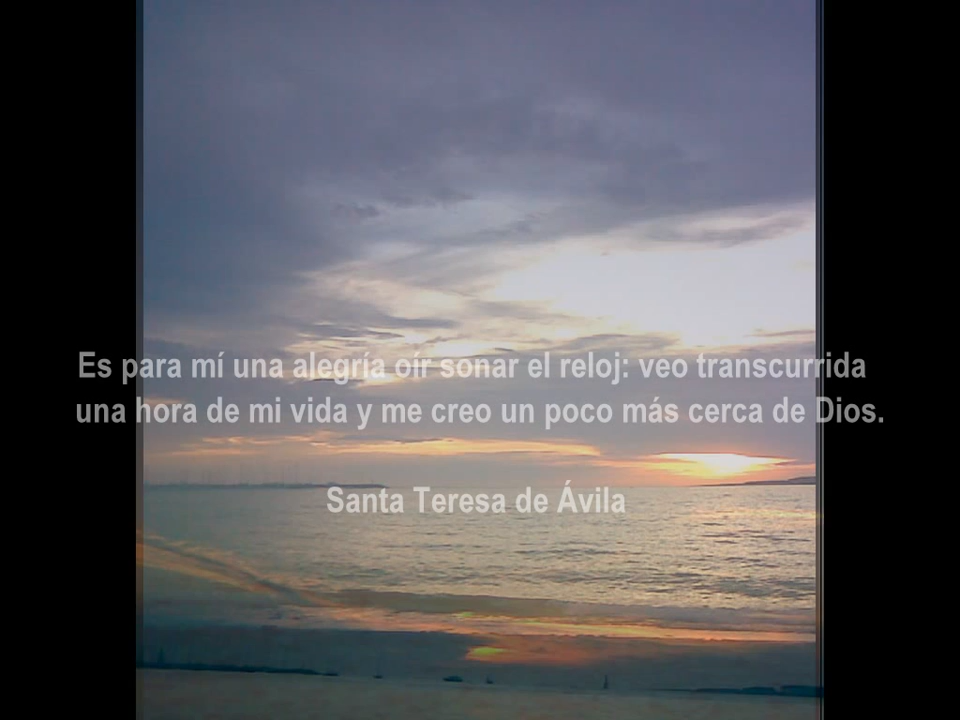 Es para mí una alegría oír sonar el reloj: veo transcurrida
una hora de mi vida y me creo un poco más cerca de Dios.
Santa Teresa de Ávila